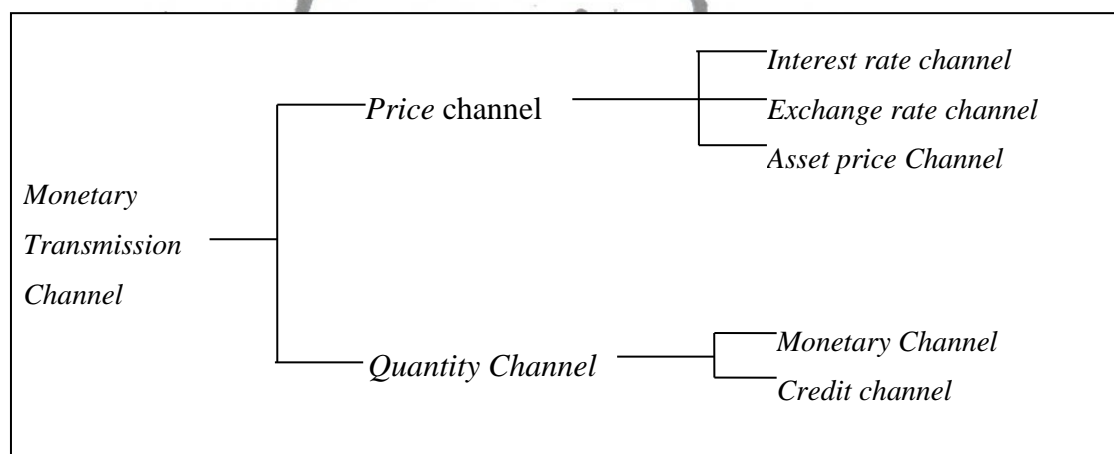 Interest rate channel
Price channel
Exchange rate channel
Asset price Channel
Monetary
Transmission
Channel
Monetary Channel
Quantity Channel
Credit channel